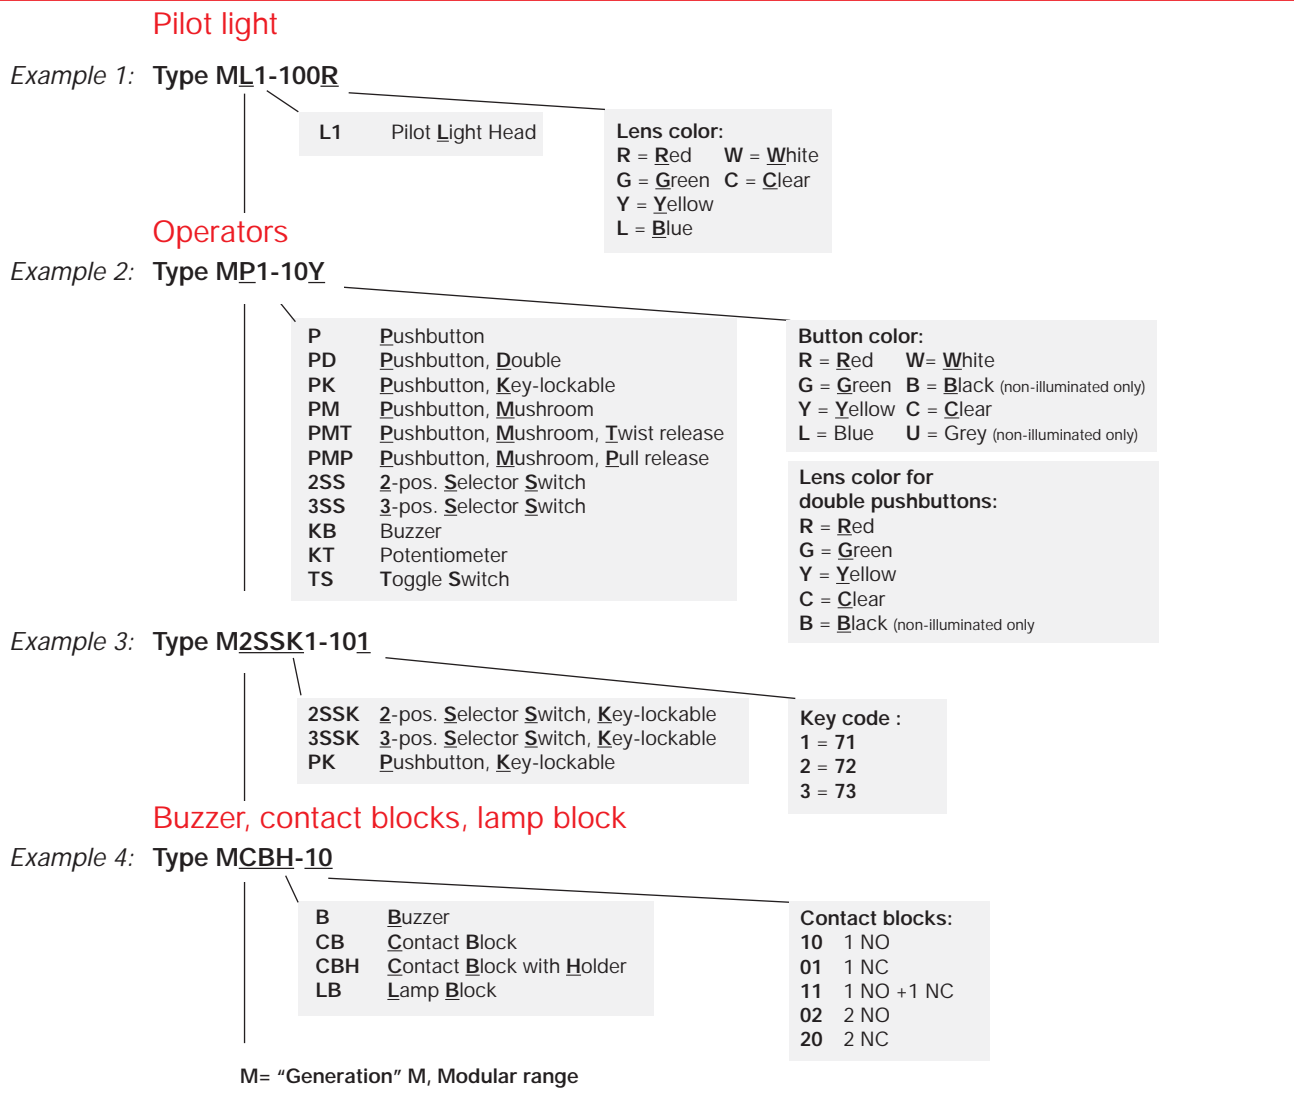 Pilot light
Example 1: Type ML1-100R
L1 Pilot Light Head
Lens color:
R = Red W = White
G = Green C = Clear
Y = Yellow
L = Blue
Operators
Example 2: Type MP1-10Y
P Pushbutton
PD Pushbutton, Double
PK Pushbutton, Key-lockable
PM Pushbutton, Mushroom
PMT Pushbutton, Mushroom, Twist release
PMP Pushbutton, Mushroom, Pull release
2SS 2-pos. Selector Switch
3SS 3-pos. Selector Switch
KB Buzzer
KT Potentiometer
TS Toggle Switch
Button color:
R = Red W= White
G = Green B = Black (non-illuminated only)
Y = Yellow C = Clear
L = Blue U = Grey (non-illuminated only)
Lens color for
double pushbuttons:
R = Red
G = Green
Y = Yellow
C = Clear
B = Black (non-illuminated only
Example 3: Type M2SSK1-101
2SSK 2-pos. Selector Switch, Key-lockable
3SSK 3-pos. Selector Switch, Key-lockable
PK Pushbutton, Key-lockable
Key code :
1 = 71
2 = 72
3 = 73
Buzzer, contact blocks, lamp block
Example 4: Type MCBH-10
B Buzzer
CB Contact Block
CBH Contact Block with Holder
LB Lamp Block
Contact blocks:
10 1 NO
01 1 NC
11 1 NO +1 NC
02 2 NO
20 2 NC
M= “Generation” M, Modular range